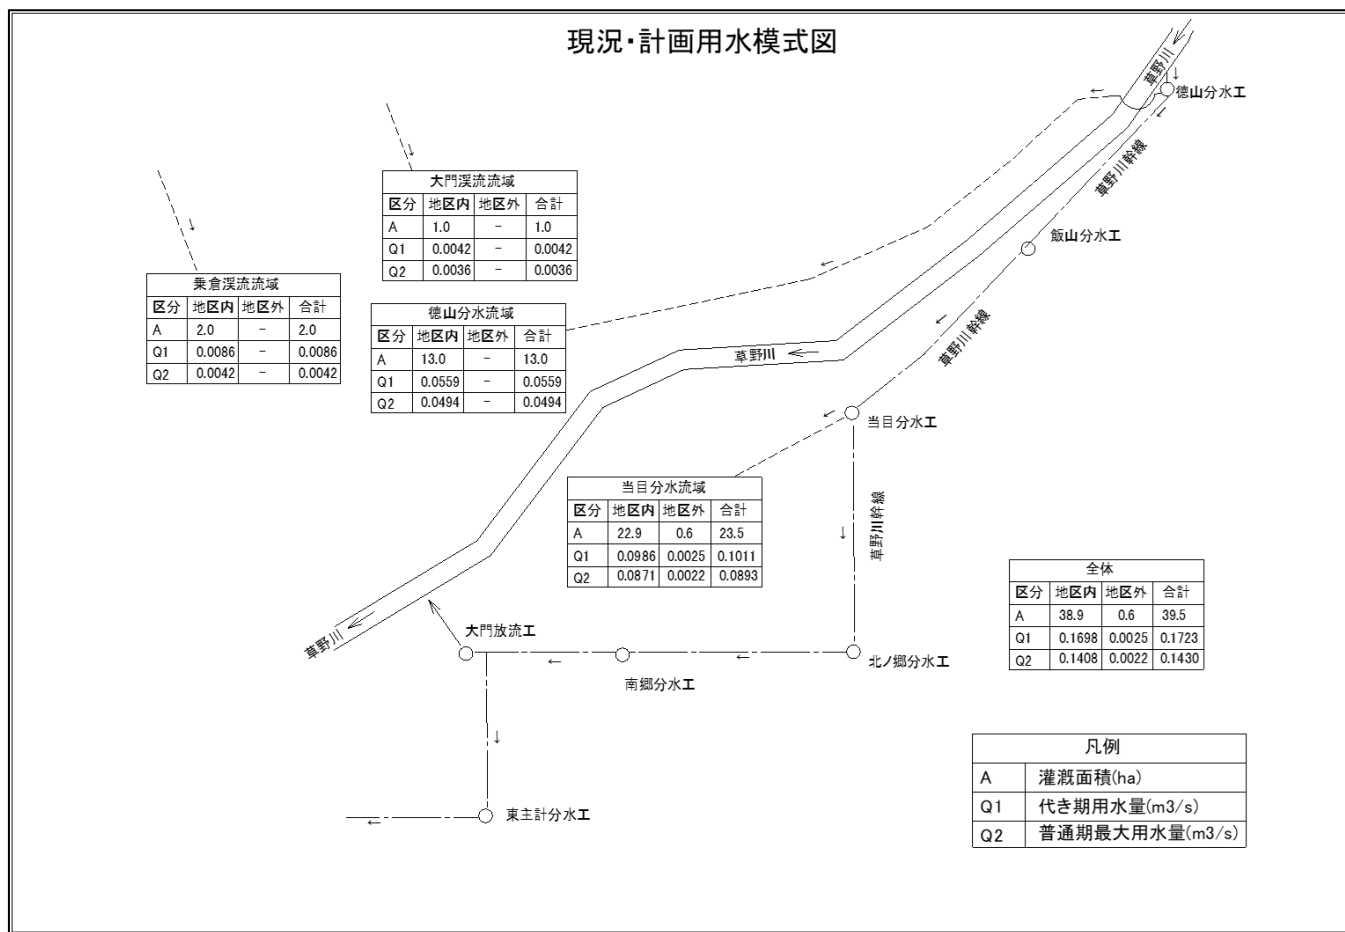 現況・計画用水模式図
草野川
徳山分水工
草野川幹線
飯山分水工
大門渓流流域
区分 地区内 地区外 合計
A 1.0 - 1.0
Q1 0.0042 - 0.0042
Q2 0.0036 - 0.0036
乗倉渓流流域
区分 地区内 地区外 合計
A 2.0 - 2.0
Q1 0.0086 - 0.0086
Q2 0.0042 - 0.0042
徳山分水流域
区分 地区内 地区外 合計
A 13.0 - 13.0
Q1 0.0559 - 0.0559
Q2 0.0494 - 0.0494
草野川
草野川幹線
当目分水工
当目分水流域
区分 地区内 地区外 合計
A 22.9 0.6 23.5
Q1 0.0986 0.0025 0.1011
Q2 0.0871 0.0022 0.0893
草野川幹線
全体
区分 地区内 地区外 合計
A 38.9 0.6 39.5
Q1 0.1698 0.0025 0.1723
Q2 0.1408 0.0022 0.1430
草野川
大門放流工
南郷分水工
北ノ郷分水工
東主計分水工
凡例
A 灌漑面積(ha)
Q1 代き期用水量(m3/s)
Q2 普通期最大用水量(m3/s)